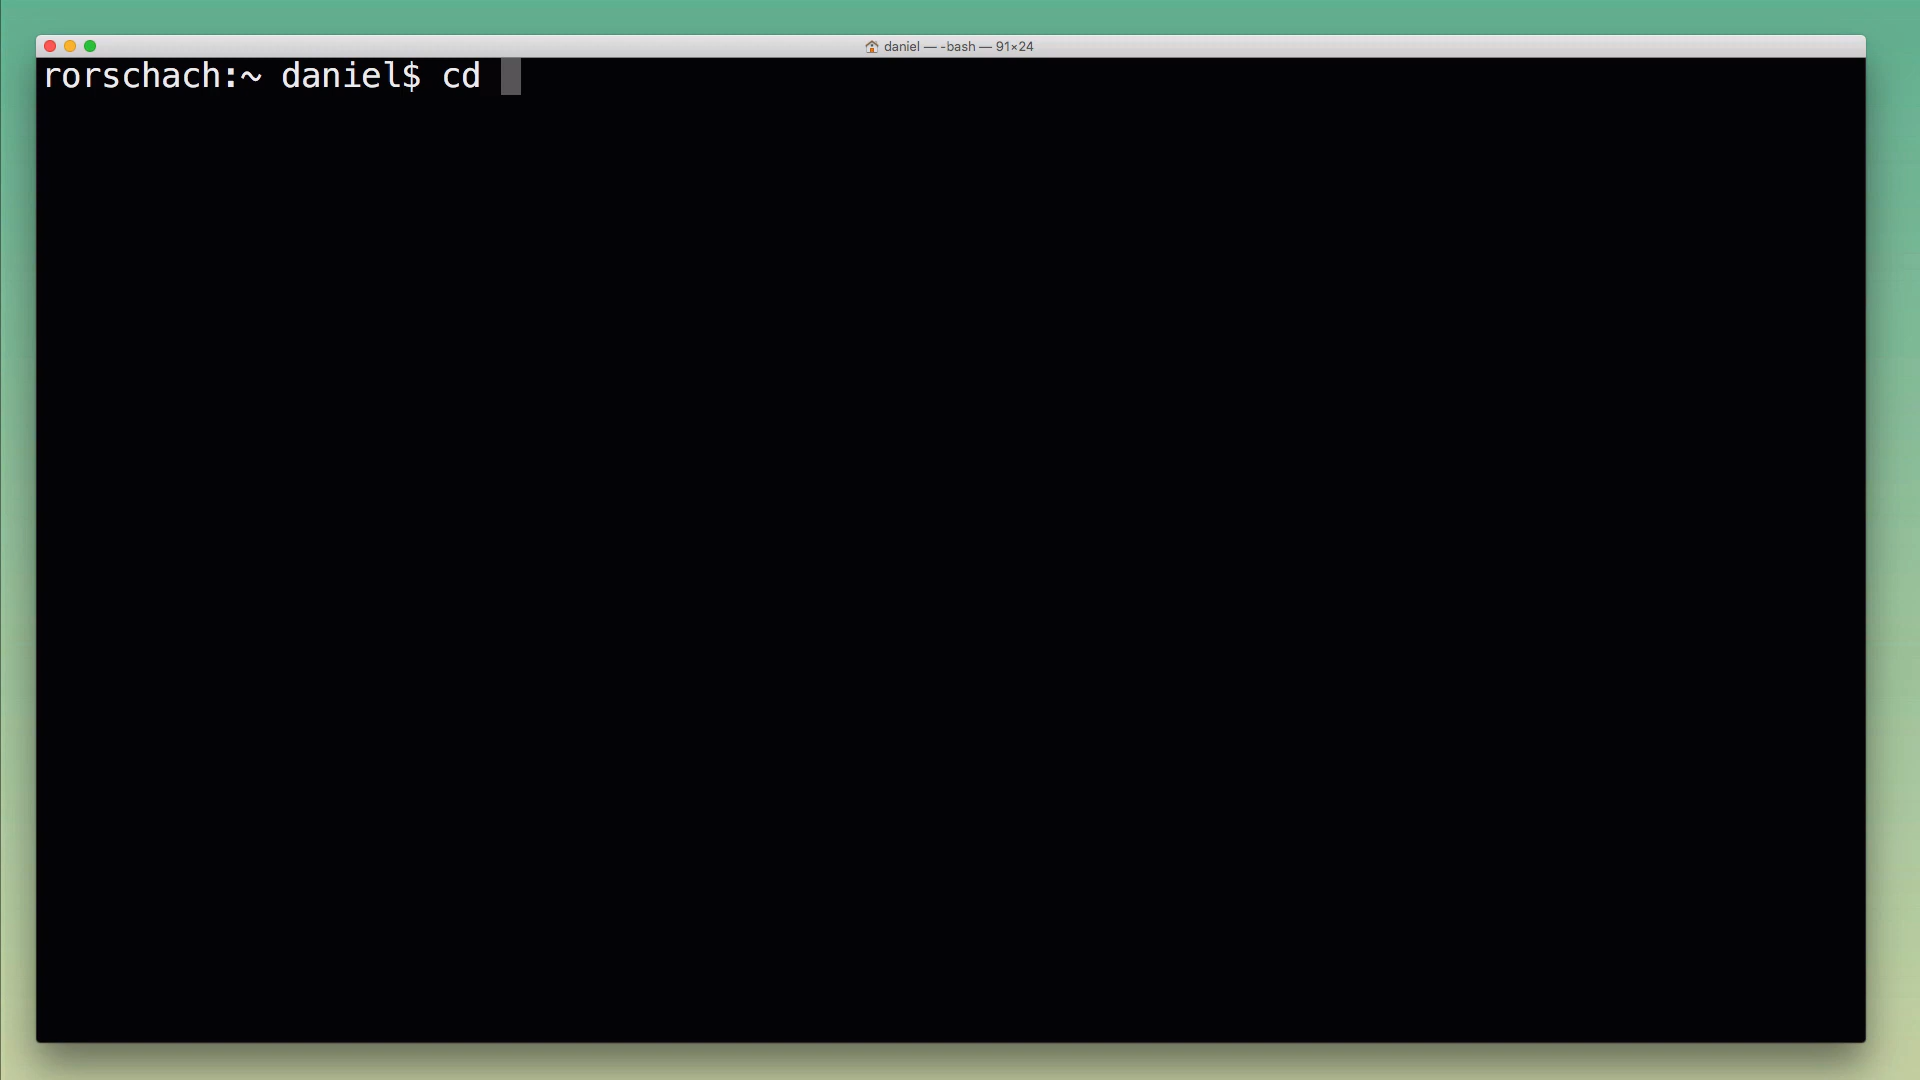 daniel — -bash — 91×24
rorschach:~ daniel$ cd